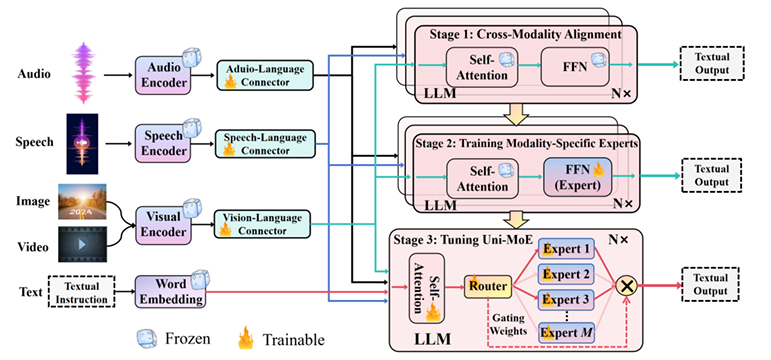 Audio
Audio
Encoder
Aduio-Language
Connector
Speech
Speech
Encoder
Speech-Language
Connector
Image
2024
Video
Visual
Encoder
Vision-Language
Connector
Text
Textual
Instruction
Word
Embedding
Frozen
Trainable
Stage 1: Cross-Modality Alignment
Self-
Attention
FFN
LLM
N×
Textual
Output
Stage 2: Training Modality-Specific Experts
Self-
Attention
FFN
(Expert)
LLM
N×
Textual
Output
Stage 3: Tuning Uni-MoE
N×
Self-
Attention
Router
Expert 1
Expert 2
Expert 3
Expert M
Gating
Weights
LLM
Textual
Output